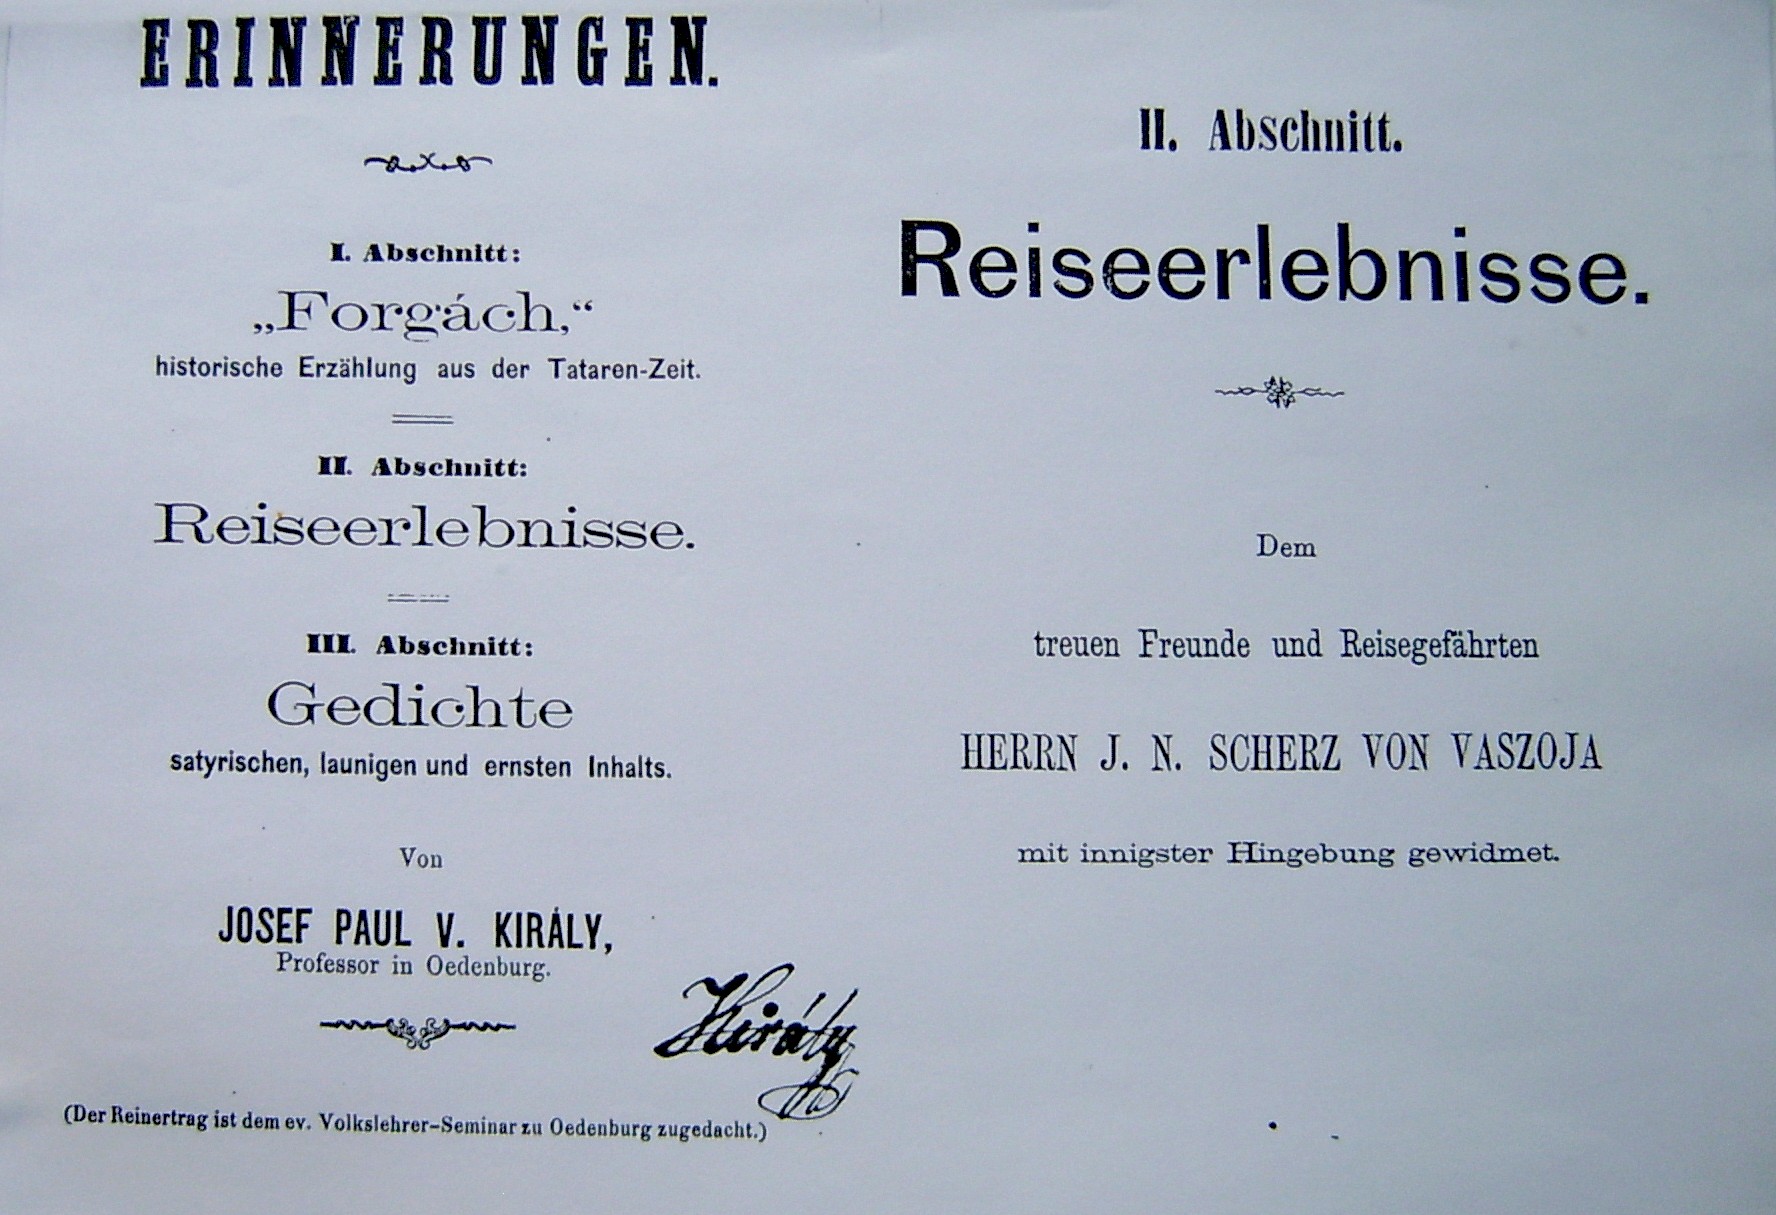 ERINNERUNGEN.
I. Abschnitt:
„Forgách,“
historische Erzählung aus der Tataren-Zeit.
II. Abschnitt:
Reiseerlebnisse.
III. Abschnitt:
Gedichte
satyrischen, launigen und ernsten Inhalts.
Von
JOSEF PAUL V. KIRÁLY,
Professor in Oedenburg.
Király
(Der Reinertrag ist dem ev. Volkslehrer-Seminar zu Oedenburg zugedacht.)
II. Abschnitt.
Reiseerlebnisse.
Dem
treuen Freunde und Reisegefährten
HERRN J. N. SCHERZ VON VASZOJA
mit innigster Hingebung gewidmet.